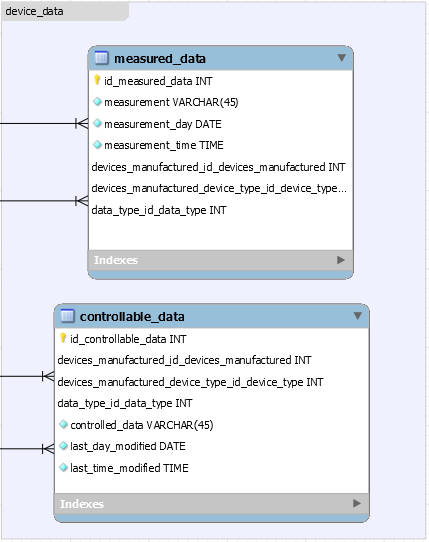 device_data
measured_data
id_measured_data INT
measurement VARCHAR(45)
measurement_day DATE
measurement_time TIME
devices_manufactured_id_devices_manufactured INT
devices_manufactured_device_type_id_device_type...
data_type_id_data_type INT
Indexes
controllable_data
id_controllable_data INT
devices_manufactured_id_devices_manufactured INT
devices_manufactured_device_type_id_device_type INT
data_type_id_data_type INT
controlled_data VARCHAR(45)
last_day_modified DATE
last_time_modified TIME
Indexes